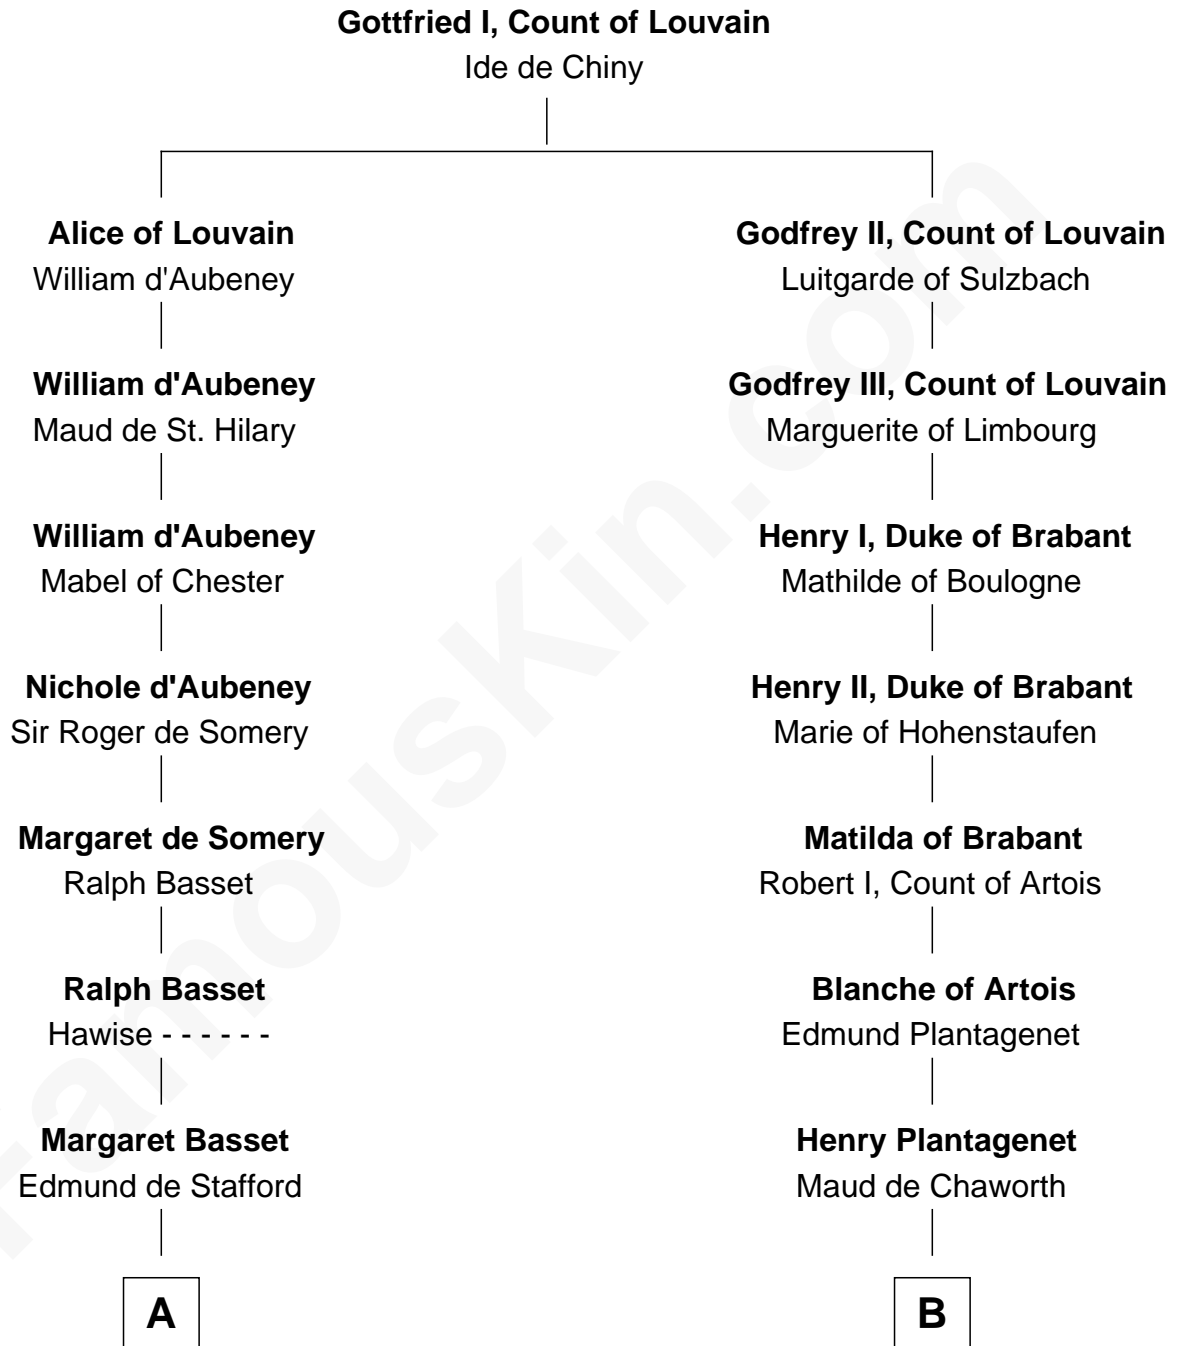 Gottfried I, Count of Louvain
Ide de Chiny
Alice of Louvain
William d'Aubeney
Godfrey II, Count of Louvain
Luitgarde of Sulzbach
William d'Aubeney
Maud de St. Hilary
Godfrey III, Count of Louvain
Marguerite of Limbourg
William d'Aubeney
Mabel of Chester
Henry I, Duke of Brabant
Mathilde of Boulogne
Nichole d'Aubeney
Sir Roger de Somery
Henry II, Duke of Brabant
Marie of Hohenstaufen
Margaret de Somery
Ralph Basset
Matilda of Brabant
Robert I, Count of Artois
Ralph Basset
Hawise - - - - - -
Blanche of Artois
Edmund Plantagenet
Margaret Basset
Edmund de Stafford
Henry Plantagenet
Maud de Chaworth
A
B
FamousKin.com